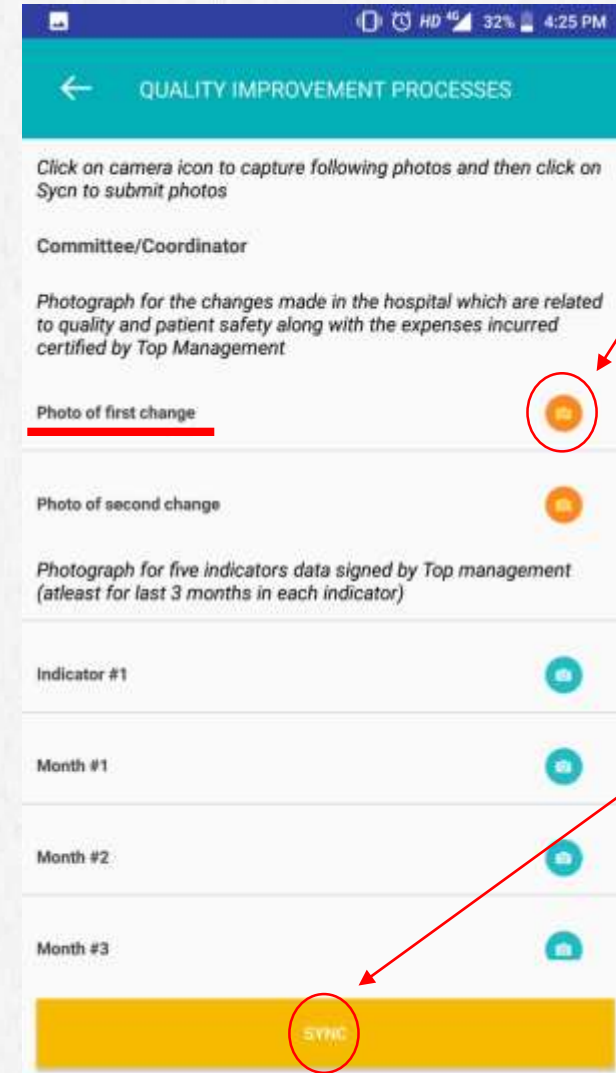 HD 4G 32% 4:25 PM
QUALITY IMPROVEMENT PROCESSES
Click on camera icon to capture following photos and then click on
Sycn to submit photos
Committee/Coordinator
Photograph for the changes made in the hospital which are related
to quality and patient safety along with the expenses incurred
certified by Top Management
Photo of first change
Photo of second change
Photograph for five indicators data signed by Top management
(atleast for last 3 months in each indicator)
Indicator #1
Month #1
Month #2
Month #3
SYNC